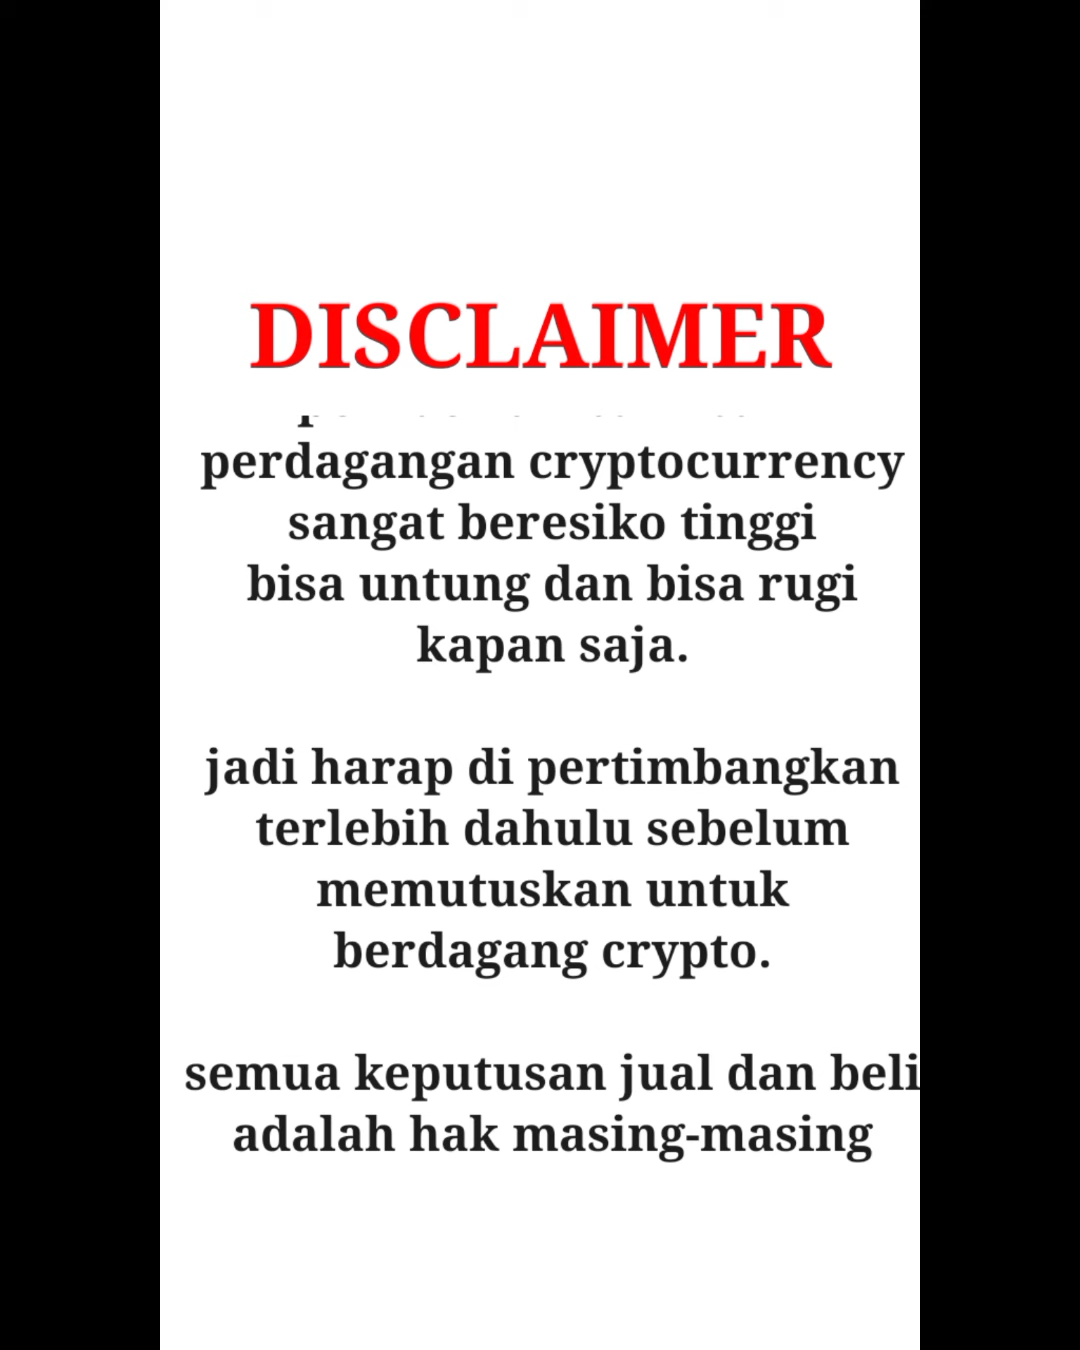 DISCLAIMER
perdagangan cryptocurrency
sangat beresiko tinggi
bisa untung dan bisa rugi
kapan saja.
jadi harap di pertimbangkan
terlebih dahulu sebelum
memutuskan untuk
berdagang crypto.
semua keputusan jual dan beli
adalah hak masing-masing